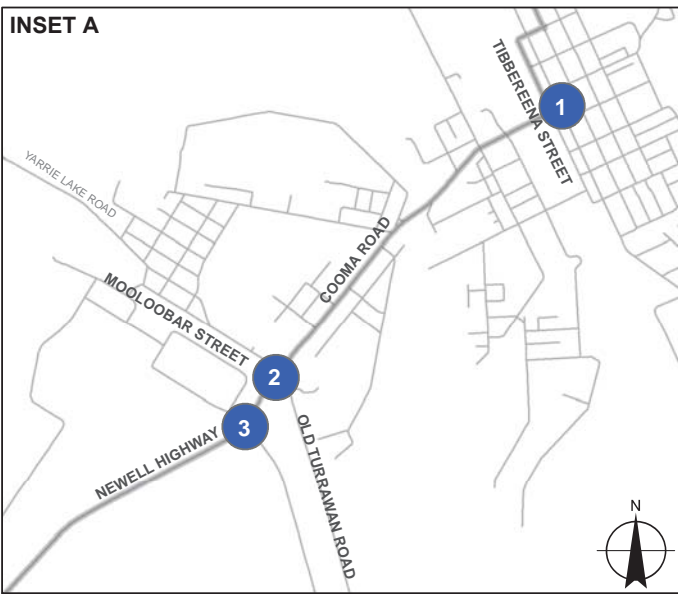 INSET A
TIBBEREENA STREET
1
YARRIE LAKE ROAD
COOMA ROAD
MOOLOOBAR STREET
2
3
NEWELL HIGHWAY
OLD TURRAWAN ROAD
N